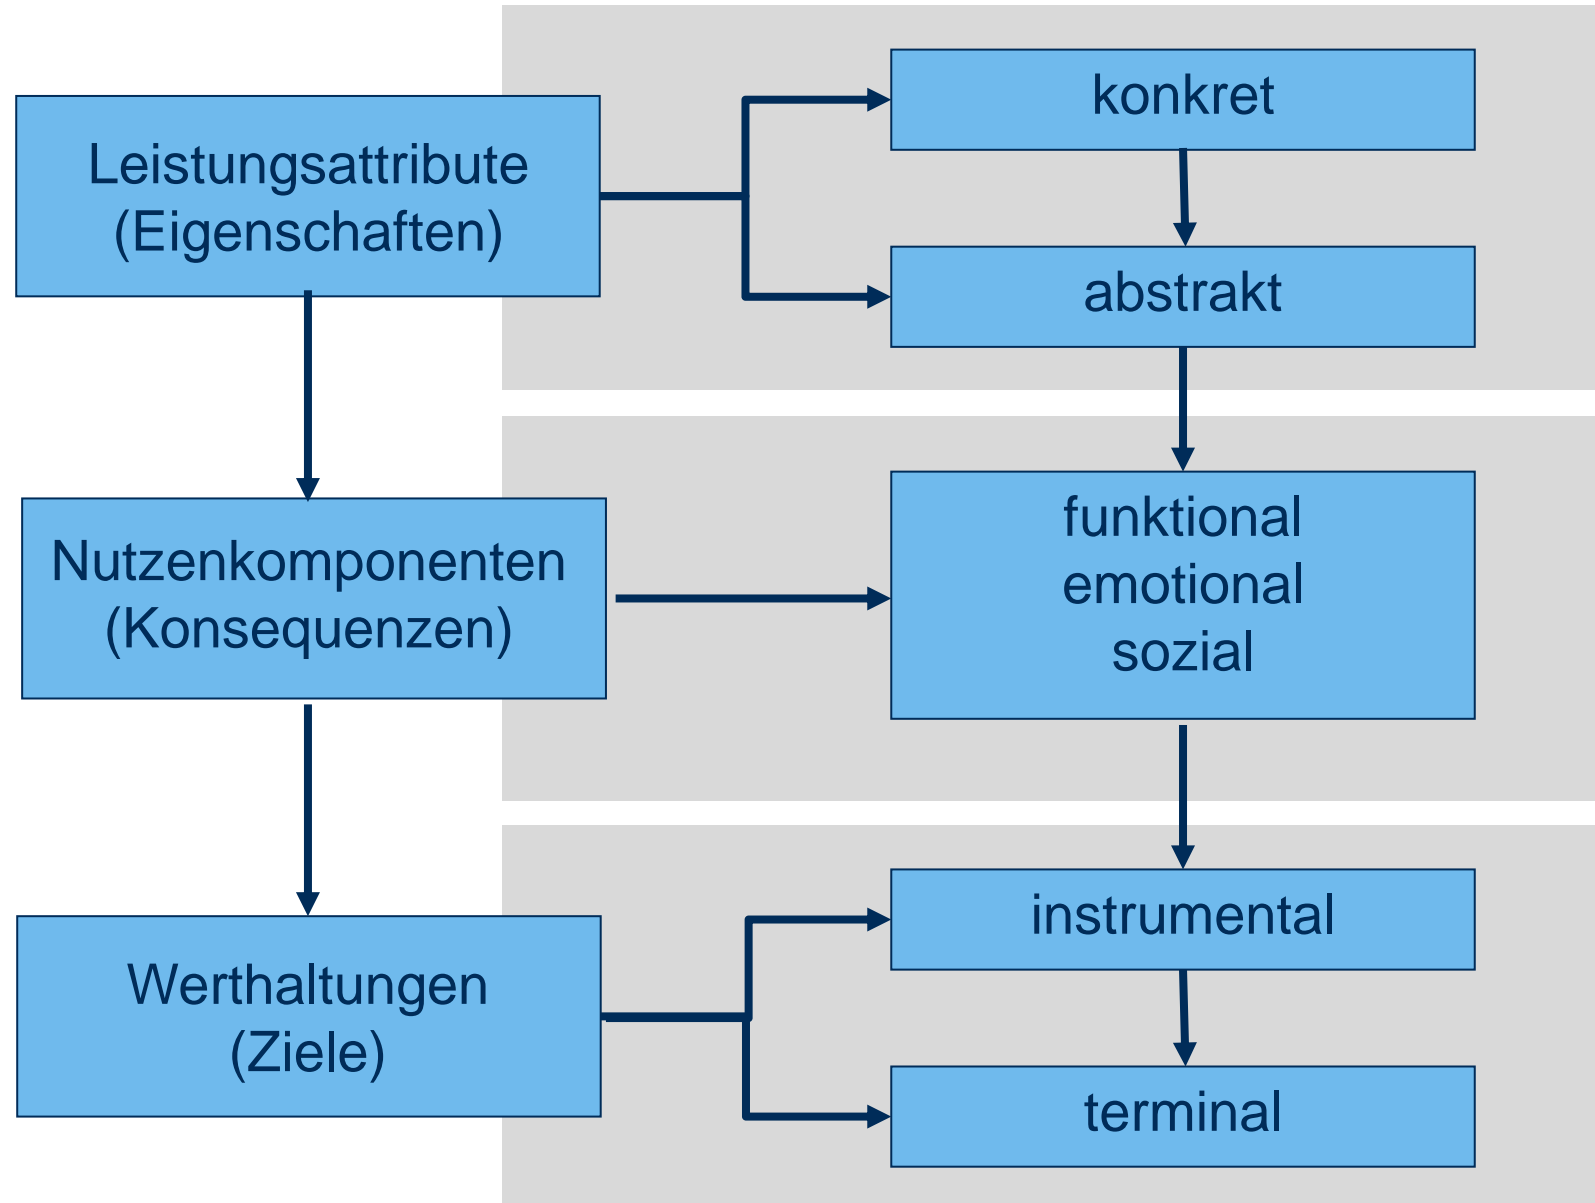 Leistungsattribute
(Eigenschaften)
konkret
abstrakt
Nutzenkomponenten
(Konsequenzen)
funktional
emotional
sozial
Werthaltungen
(Ziele)
instrumental
terminal